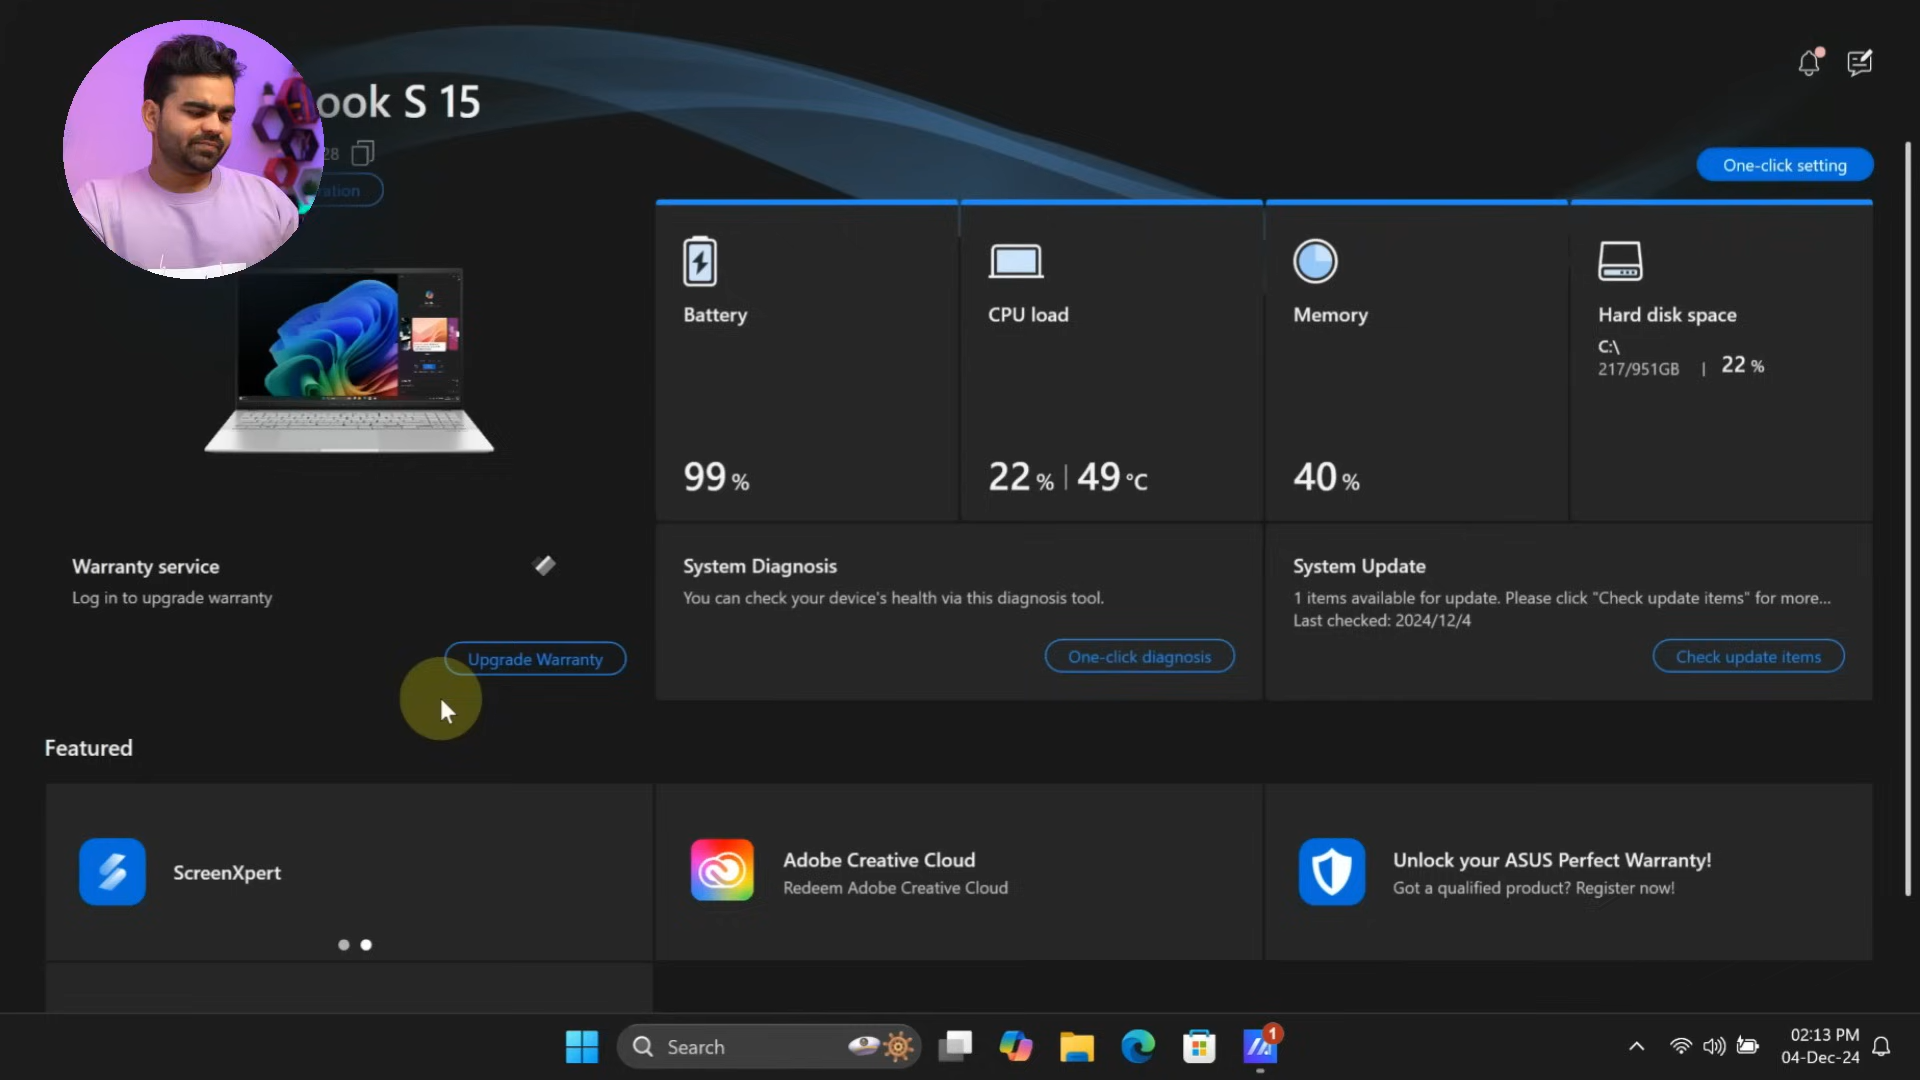 ook S 15
28
ration
One-click setting
Battery
99 %
CPU load
22 % | 49 °C
Memory
40 %
Hard disk space
C:\
217/951GB | 22 %
Warranty service
Log in to upgrade warranty
Upgrade Warranty
System Diagnosis
You can check your device's health via this diagnosis tool.
One-click diagnosis
System Update
1 items available for update. Please click "Check update items" for more...
Last checked: 2024/12/4
Check update items
Featured
ScreenXpert
Adobe Creative Cloud
Redeem Adobe Creative Cloud
Unlock your ASUS Perfect Warranty!
Got a qualified product? Register now!
Search
1
02:13 PM
04-Dec-24